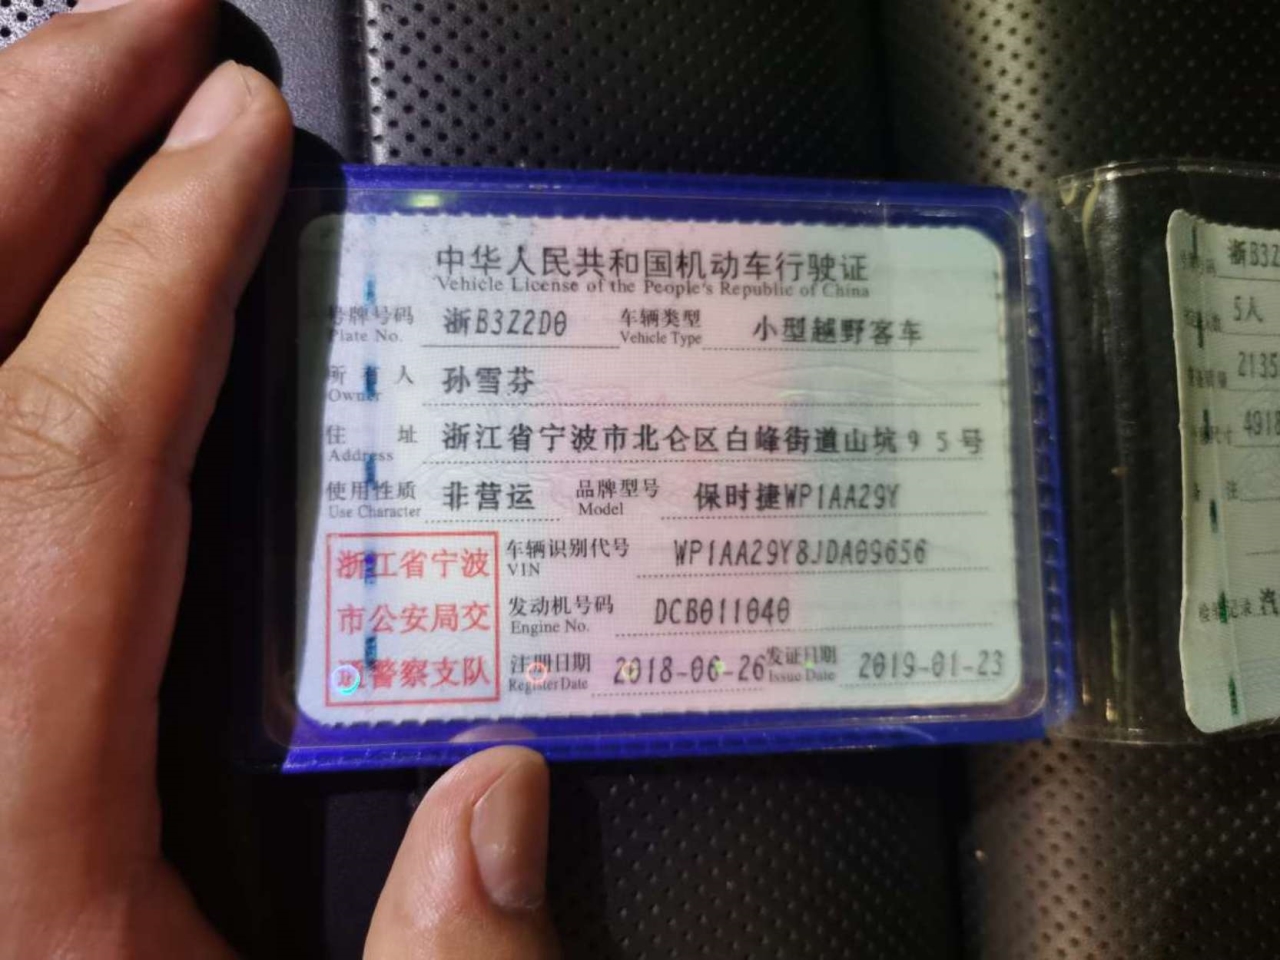 中华人民共和国机动车行驶证
Vehicle License of the People's Republic of China
号牌号码 浙B3Z2D0 车辆类型 小型越野客车
Plate No. Vehicle Type
所有人 孙雪芬
Owner
住址 浙江省宁波市北仑区白峰街道山坑95号
Address
使用性质 非营运 品牌型号 保时捷WP1AA29Y
Use Character Model
浙江省宁波
市公安局交
通警察支队
车辆识别代号 WP1AA29Y8JDA09656
VIN
发动机号码 DCB011040
Engine No.
注册日期 2018-06-26 发证日期 2019-01-23
Register Date Issue Date
浙B3Z
5人
2135
491
注
记录 汽